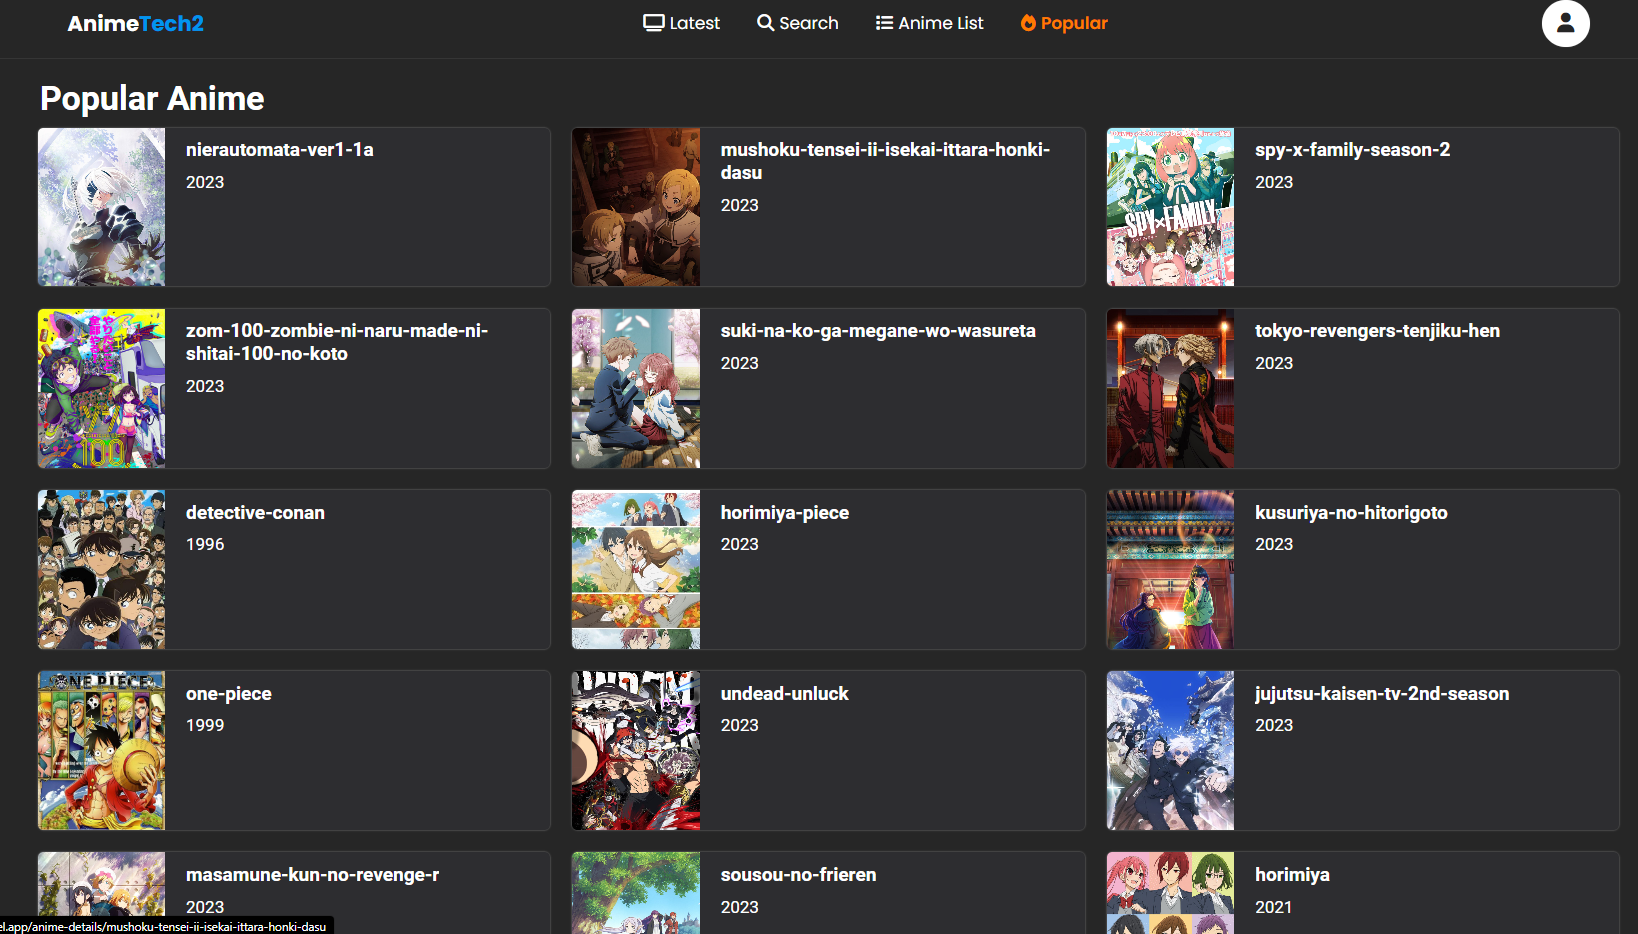 AnimeTech2
Latest
Search
Anime List
Popular
Popular Anime
nierautomata-ver1-1a
2023
mushoku-tensei-ii-isekai-ittara-honki-
dasu
2023
SPY×FAMILY
spy-x-family-season-2
2023
100
zom-100-zombie-ni-naru-made-ni-
shitai-100-no-koto
2023
suki-na-ko-ga-megane-wo-wasureta
2023
tokyo-revengers-tenjiku-hen
2023
detective-conan
1996
horimiya-piece
2023
kusuriya-no-hitorigoto
2023
ONE PIECE
one-piece
1999
undead-unluck
2023
jujutsu-kaisen-tv-2nd-season
2023
masamune-kun-no-revenge-r
2023
sousou-no-frieren
2023
horimiya
2021
el.app/anime-details/mushoku-tensei-ii-isekai-ittara-honki-dasu